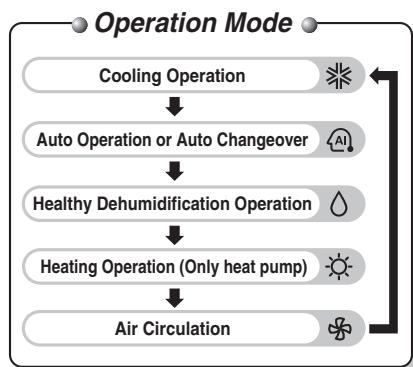 Operation Mode
Cooling Operation
Auto Operation or Auto Changeover
AI
Healthy Dehumidification Operation
Heating Operation (Only heat pump)
Air Circulation